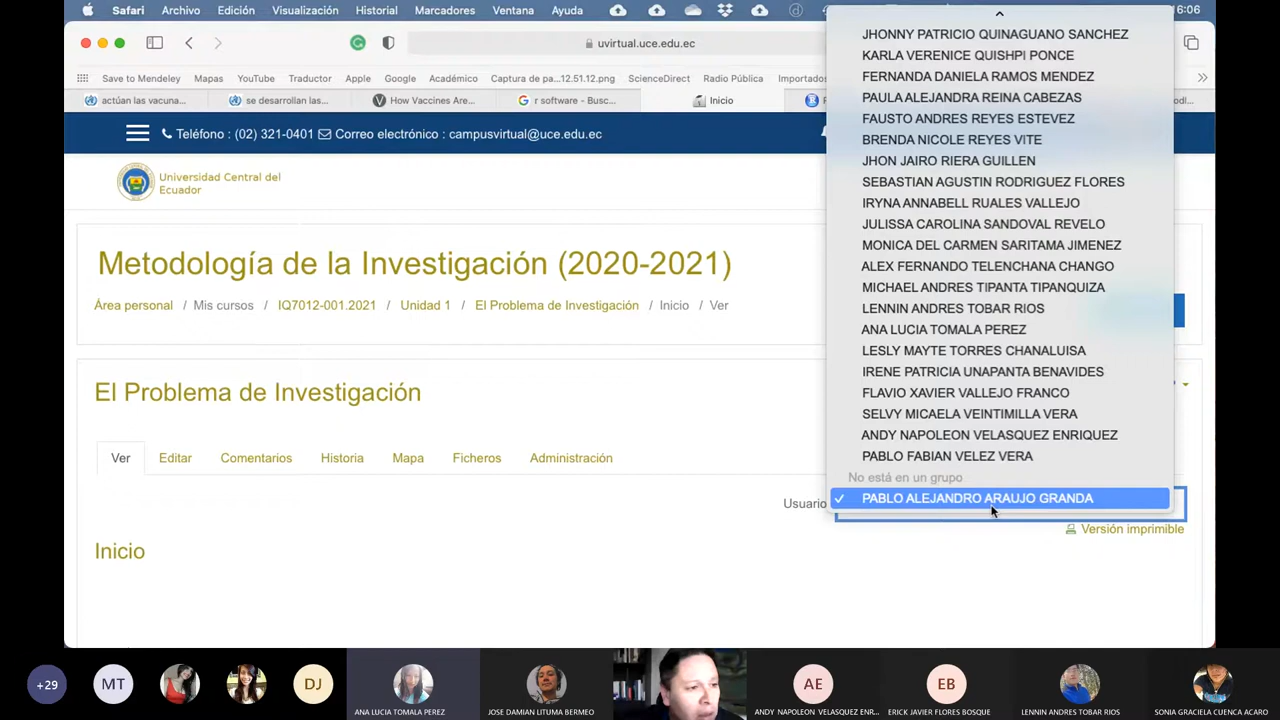 Safari Archivo Edición Visualización Historial Marcadores Ventana Ayuda 16:06
uvirtual.uce.edu.ec
Save to Mendeley Mapas YouTube Traductor Apple Google Académico Captura de pa...12.51.12.png ScienceDirect Radio Pública Importados
actúan las vacuna... se desarrollan las... How Vaccines Are... r software - Busc... Inicio
Teléfono : (02) 321-0401 Correo electrónico : campusvirtual@uce.edu.ec
Universidad Central del
Ecuador
Metodología de la Investigación (2020-2021)
Área personal / Mis cursos / IQ7012-001.2021 / Unidad 1 / El Problema de Investigación / Inicio / Ver
El Problema de Investigación
Ver Editar Comentarios Historia Mapa Ficheros Administración
Usuario
Versión imprimible
Inicio
JHONNY PATRICIO QUINAGUANO SANCHEZ
KARLA VERENICE QUISHPI PONCE
FERNANDA DANIELA RAMOS MENDEZ
PAULA ALEJANDRA REINA CABEZAS
FAUSTO ANDRES REYES ESTEVEZ
BRENDA NICOLE REYES VITE
JHON JAIRO RIERA GUILLEN
SEBASTIAN AGUSTIN RODRIGUEZ FLORES
IRYNA ANNABELL RUALES VALLEJO
JULISSA CAROLINA SANDOVAL REVELO
MONICA DEL CARMEN SARITAMA JIMENEZ
ALEX FERNANDO TELENCHANA CHANGO
MICHAEL ANDRES TIPANTA TIPANQUIZA
LENNIN ANDRES TOBAR RIOS
ANA LUCIA TOMALA PEREZ
LESLY MAYTE TORRES CHANALUISA
IRENE PATRICIA UNAPANTA BENAVIDES
FLAVIO XAVIER VALLEJO FRANCO
SELVY MICAELA VEINTIMILLA VERA
ANDY NAPOLEON VELASQUEZ ENRIQUEZ
PABLO FABIAN VELEZ VERA
No está en un grupo
PABLO ALEJANDRO ARAUJO GRANDA
+29 MT DJ AE EB
ANA LUCIA TOMALA PEREZ JOSE DAMIAN LITUMA BERMEO ANDY NAPOLEON VELASQUEZ ENR... ERICK JAVIER FLORES BOSQUE LENNIN ANDRES TOBAR RIOS SONIA GRACIELA CUENCA ACARO